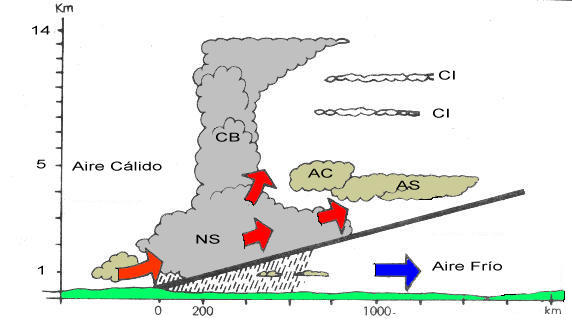 Km
14
CI
CI
CB
5
Aire Cálido
AC
AS
NS
1
Aire Frío
0
200
1000-
km